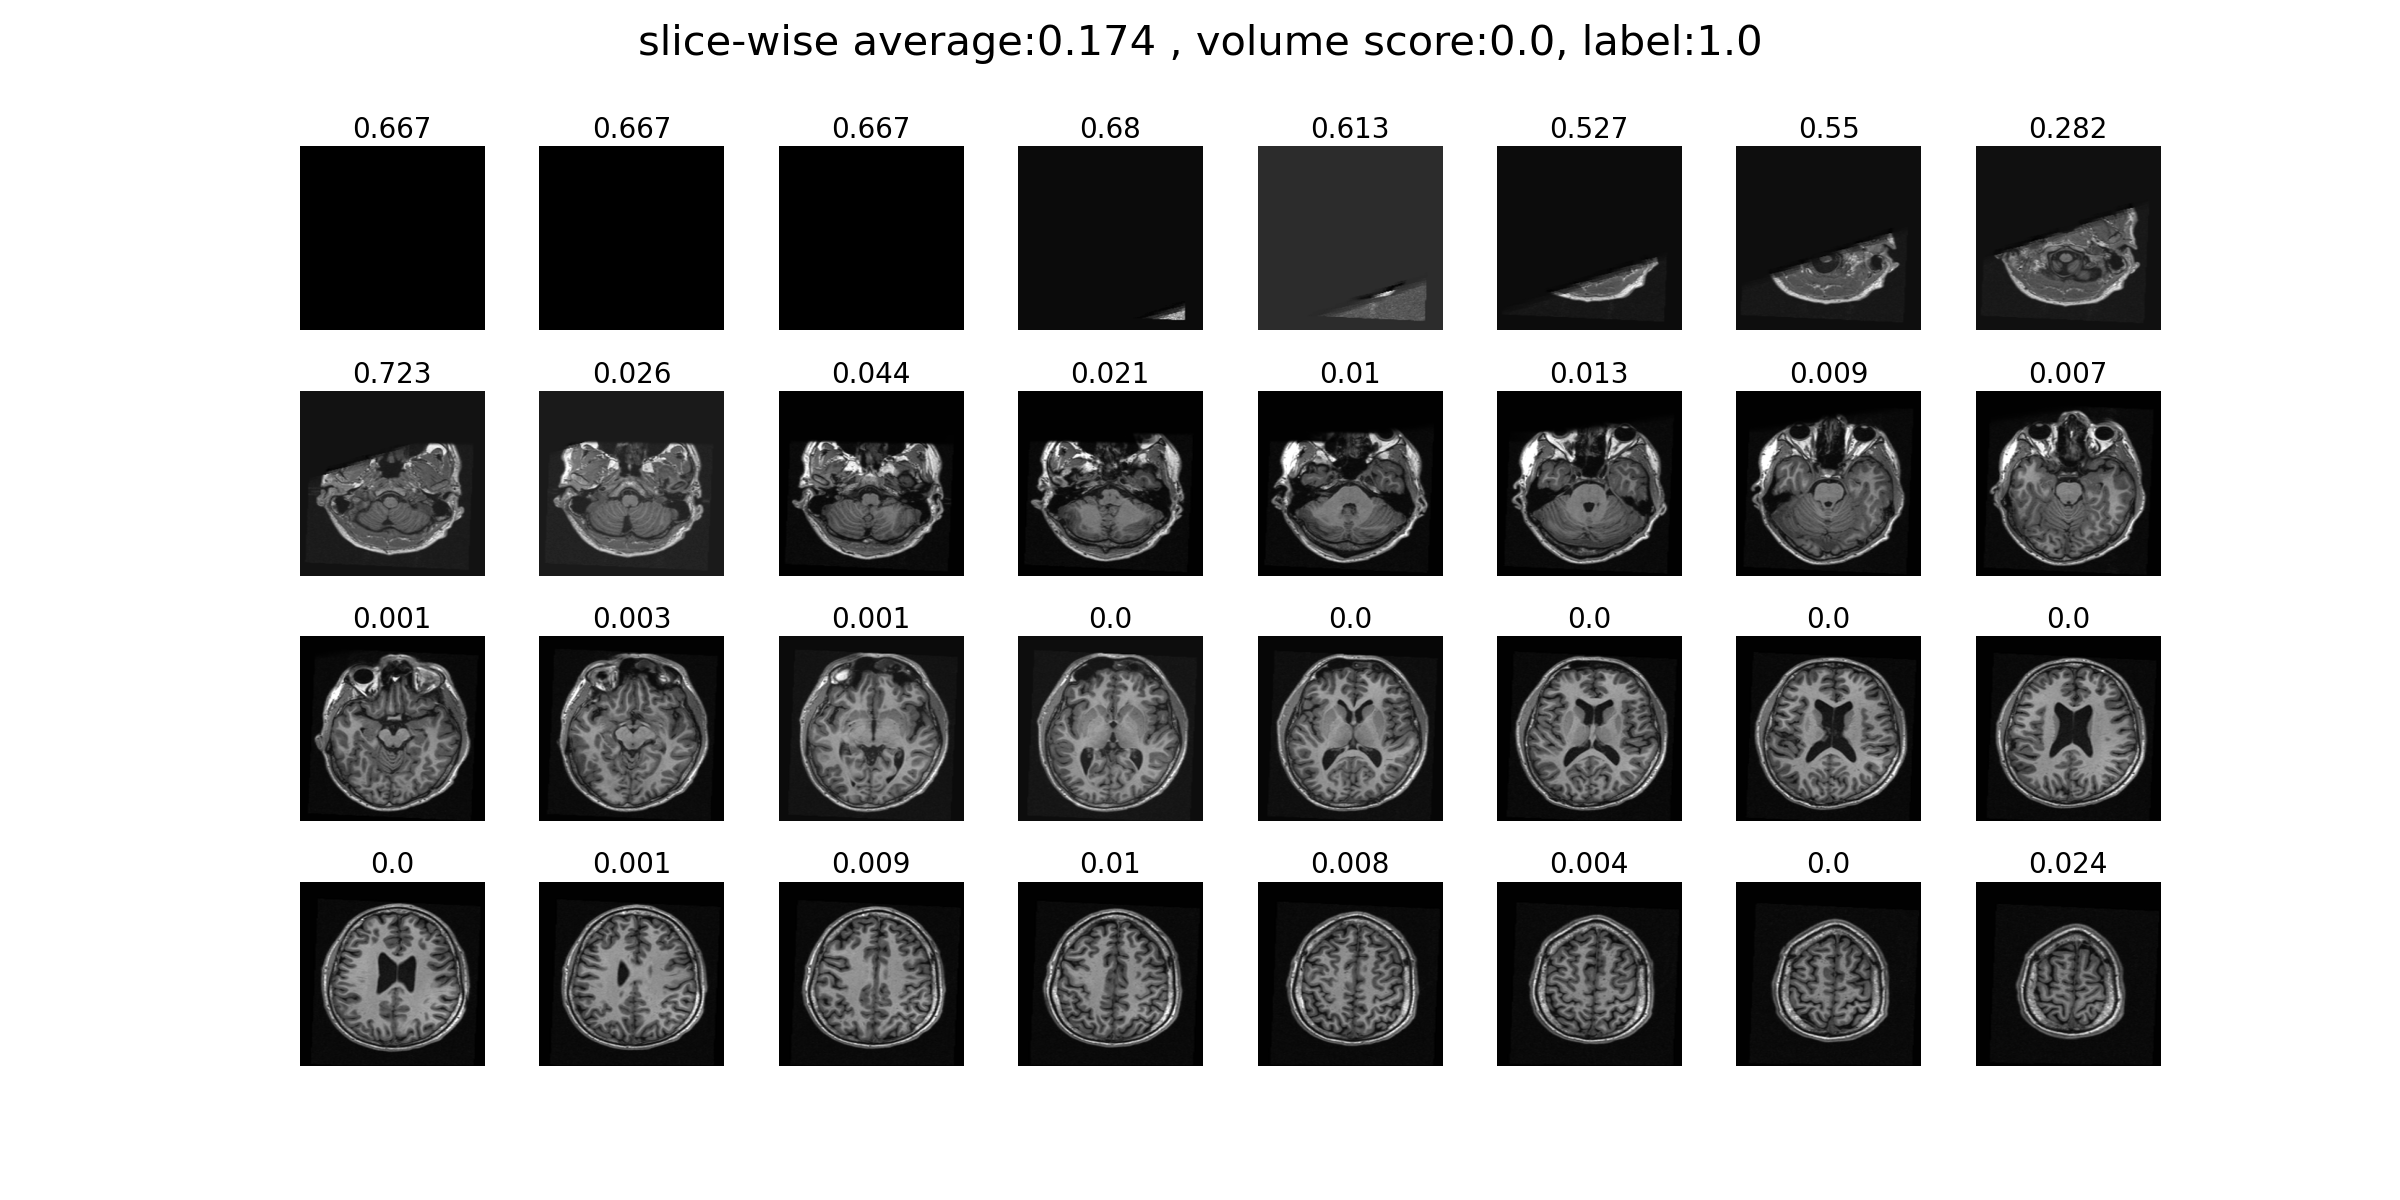 slice-wise average:0.174 , volume score:0.0, label:1.0
0.667 0.667 0.667 0.68 0.613 0.527 0.55 0.282
0.723 0.026 0.044 0.021 0.01 0.013 0.009 0.007
0.001 0.003 0.001 0.0 0.0 0.0 0.0 0.0
0.0 0.001 0.009 0.01 0.008 0.004 0.0 0.024